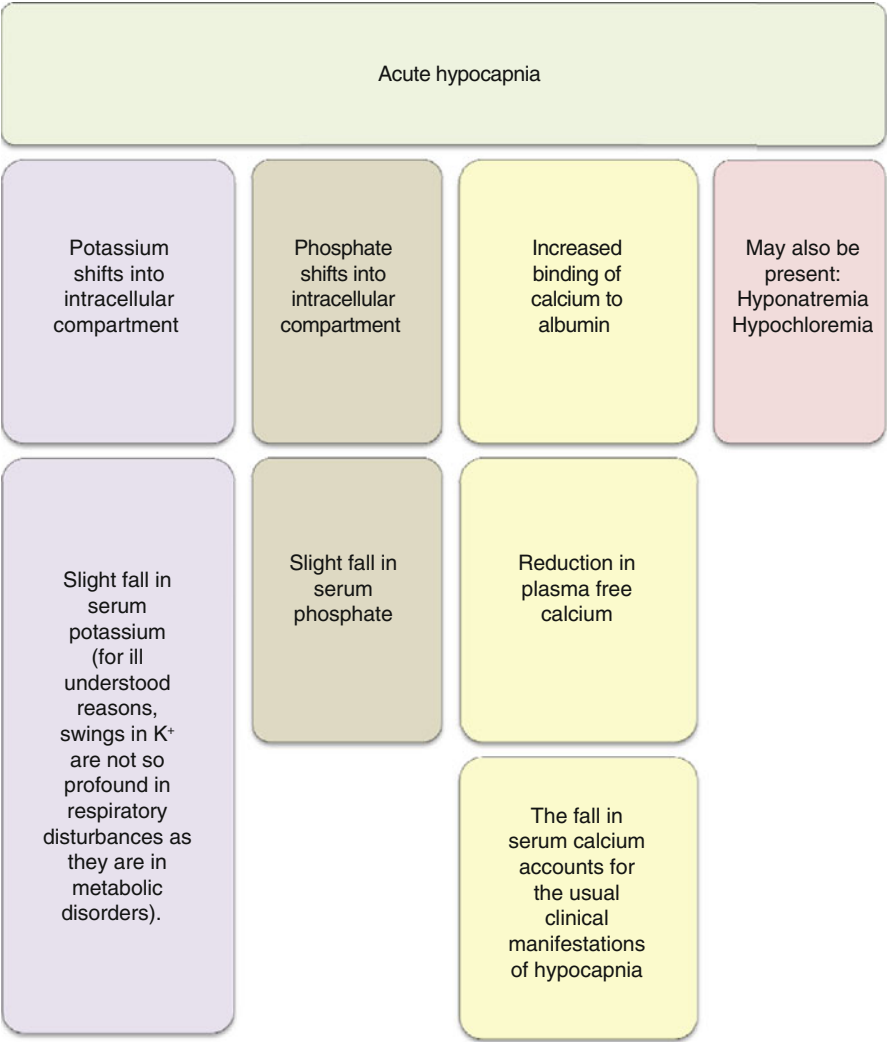 Acute hypocapnia
Potassium
shifts into
intracellular
compartment
Phosphate
shifts into
intracellular
compartment
Increased
binding of
calcium to
albumin
May also be
present:
Hyponatremia
Hypochloremia
Slight fall in
serum
potassium
(for ill
understood
reasons,
swings in K⁺
are not so
profound in
respiratory
disturbances as
they are in
metabolic
disorders).
Slight fall in
serum
phosphate
Reduction in
plasma free
calcium
The fall in
serum calcium
accounts for
the usual
clinical
manifestations
of hypocapnia